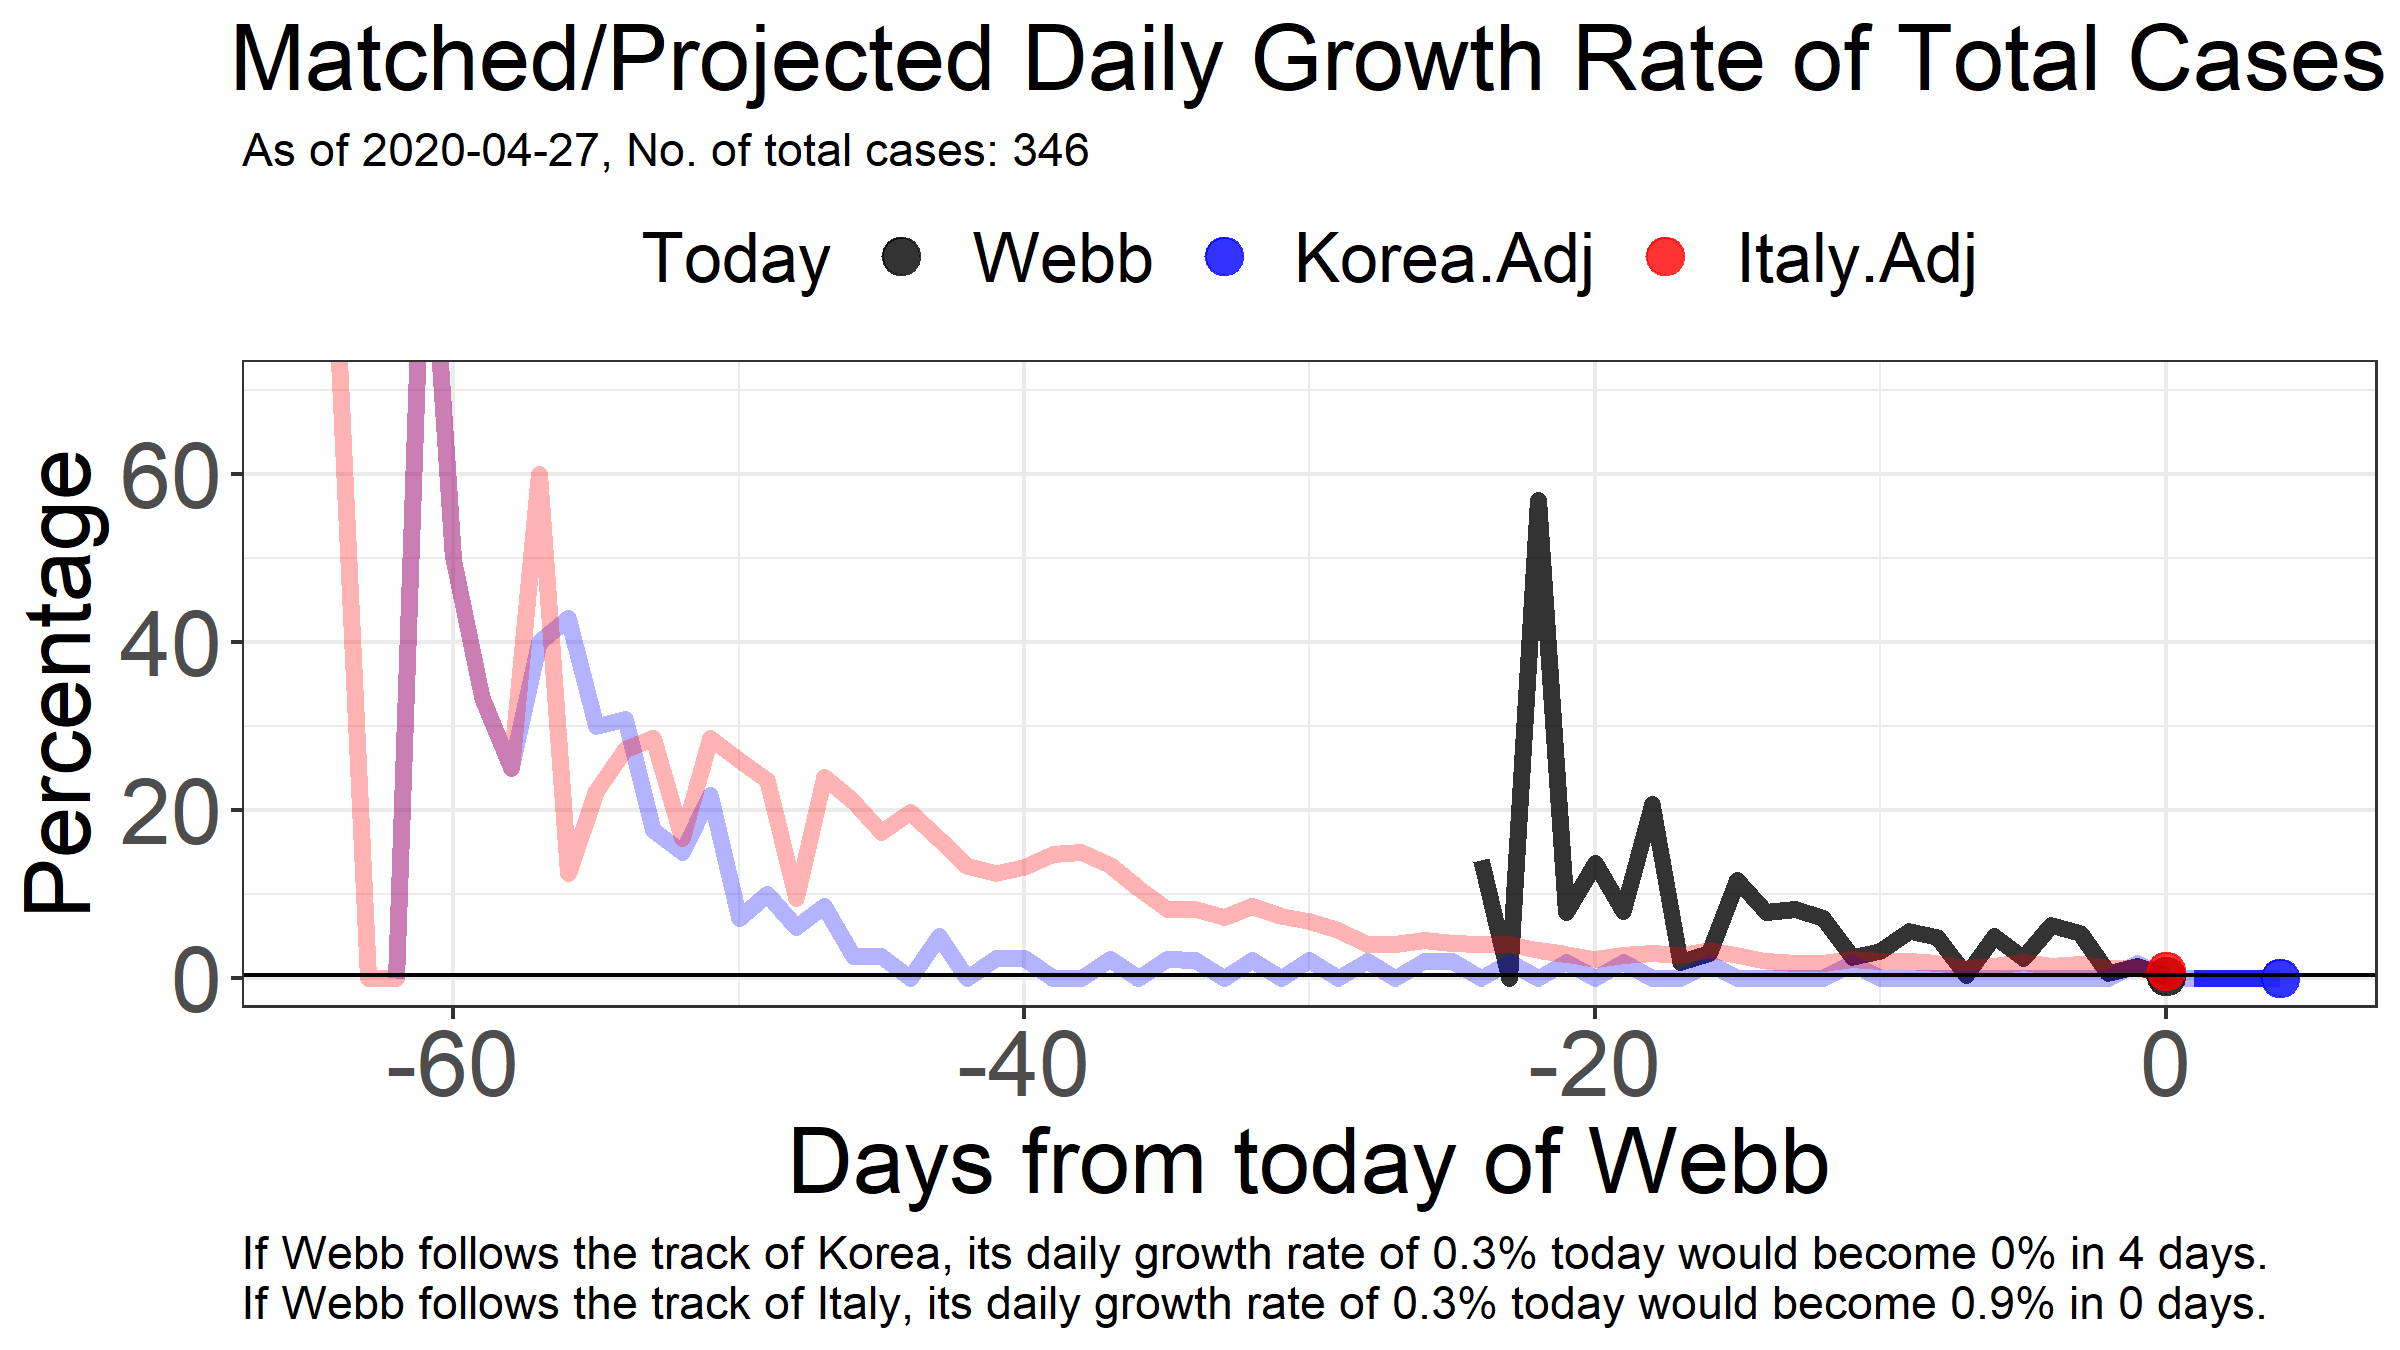 Matched/Projected Daily Growth Rate of Total Cases
As of 2020-04-27, No. of total cases: 346
Today Webb Korea.Adj Italy.Adj
Percentage
60
40
20
0
-60 -40 -20 0
Days from today of Webb
If Webb follows the track of Korea, its daily growth rate of 0.3% today would become 0% in 4 days.
If Webb follows the track of Italy, its daily growth rate of 0.3% today would become 0.9% in 0 days.